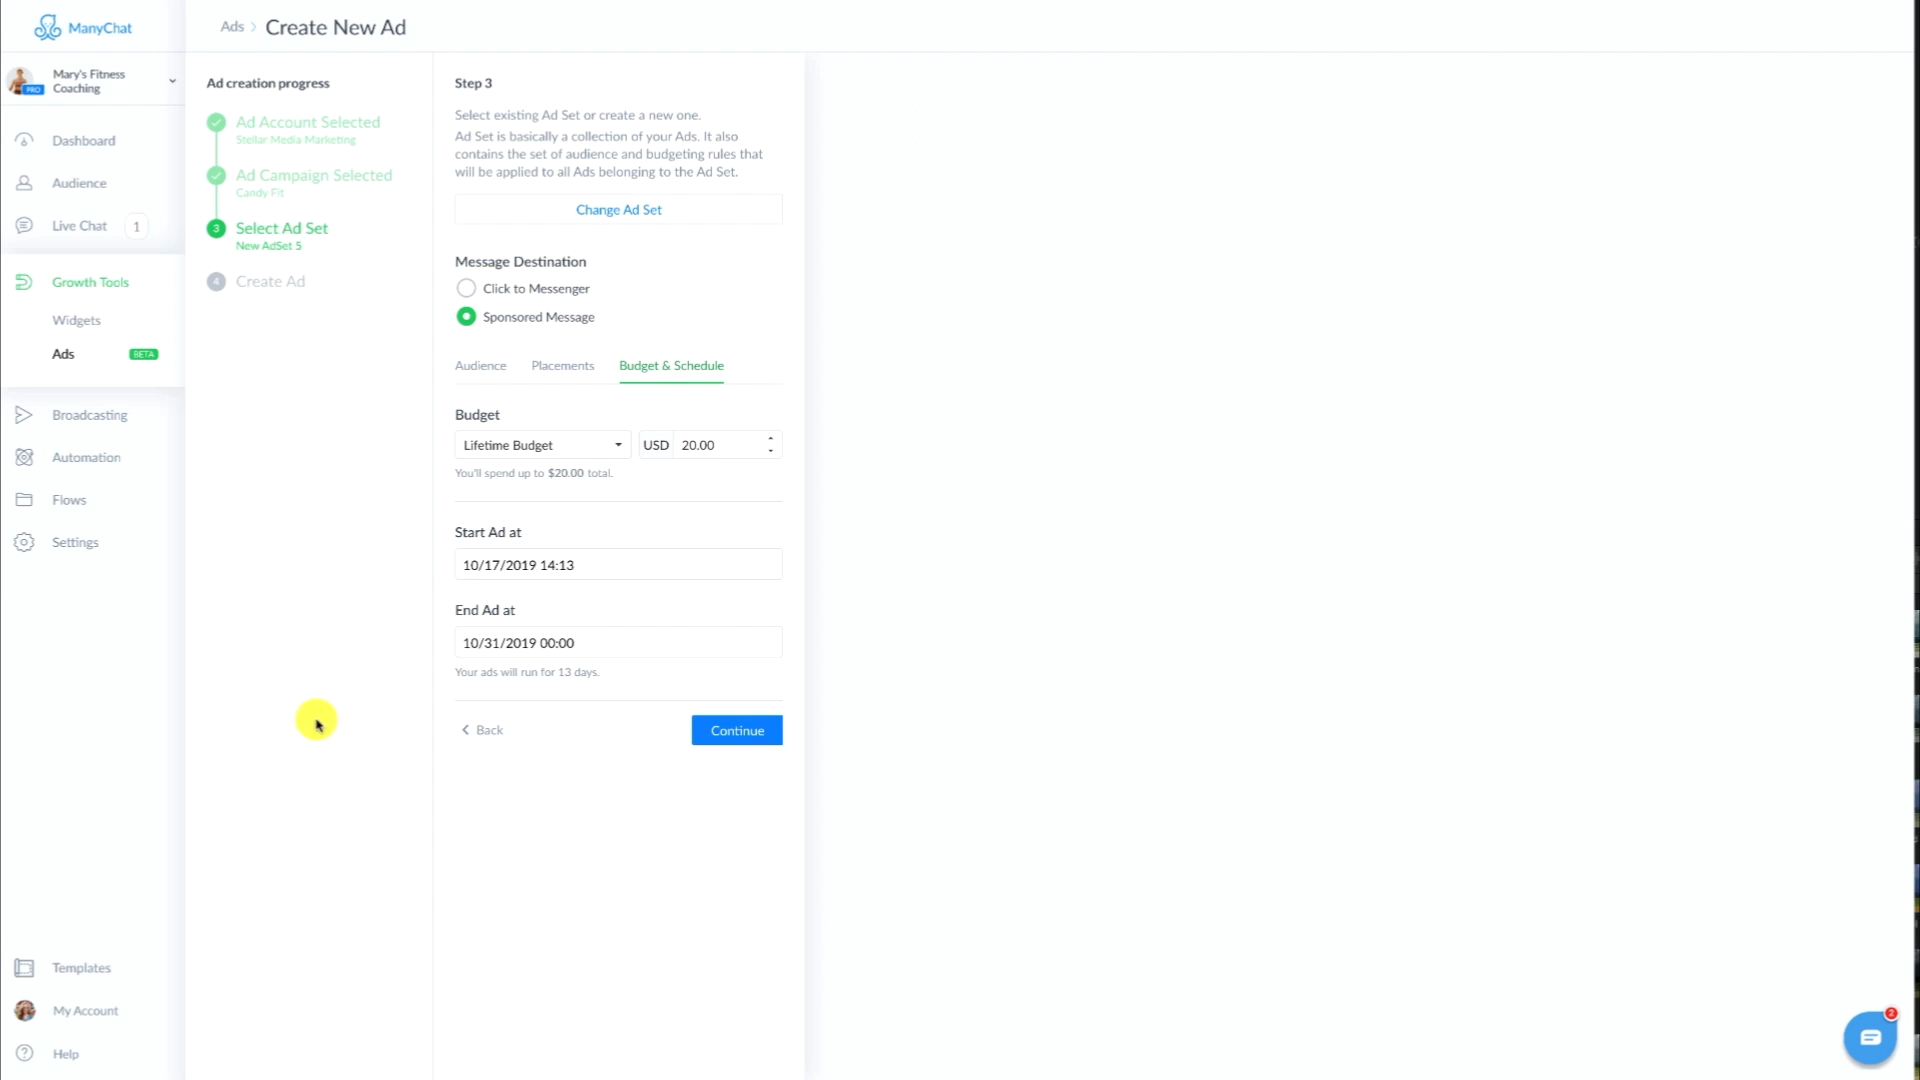 ManyChat
Ads > Create New Ad
Mary's Fitness
Coaching
PRO
Dashboard
Audience
Live Chat 1
Growth Tools
Widgets
Ads BETA
Broadcasting
Automation
Flows
Settings
Templates
My Account
Help
Ad creation progress
Ad Account Selected
Stellar Media Marketing
Ad Campaign Selected
Candy Fit
3 Select Ad Set
New AdSet 5
4 Create Ad
Step 3
Select existing Ad Set or create a new one.
Ad Set is basically a collection of your Ads. It also
contains the set of audience and budgeting rules that
will be applied to all Ads belonging to the Ad Set.
Change Ad Set
Message Destination
Click to Messenger
Sponsored Message
Audience Placements Budget & Schedule
Budget
Lifetime Budget USD 20.00
You'll spend up to $20.00 total.
Start Ad at
10/17/2019 14:13
End Ad at
10/31/2019 00:00
Your ads will run for 13 days.
Back Continue
2